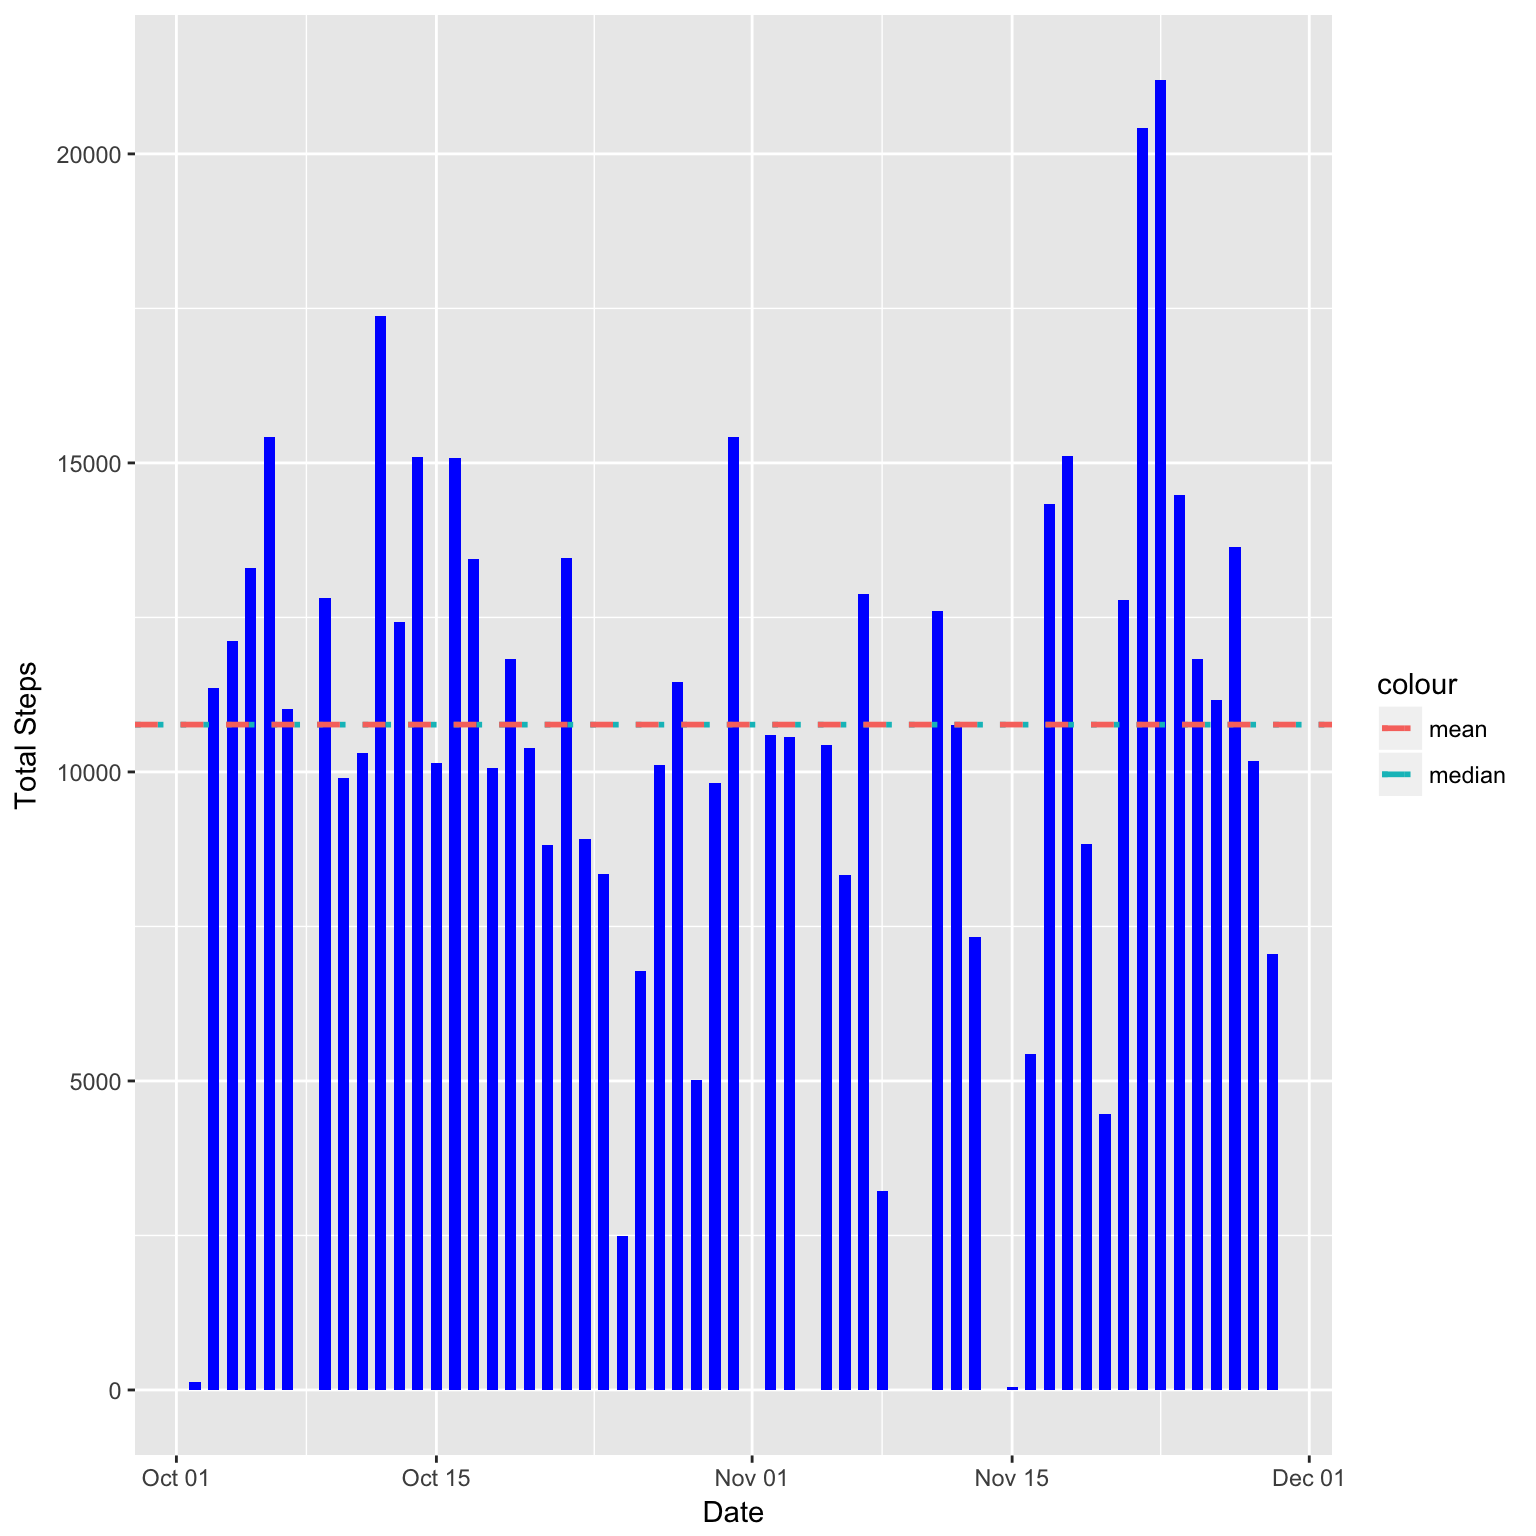 Total Steps
20000
15000
10000
5000
0
Oct 01
Oct 15
Nov 01
Nov 15
Dec 01
Date
colour
mean
median